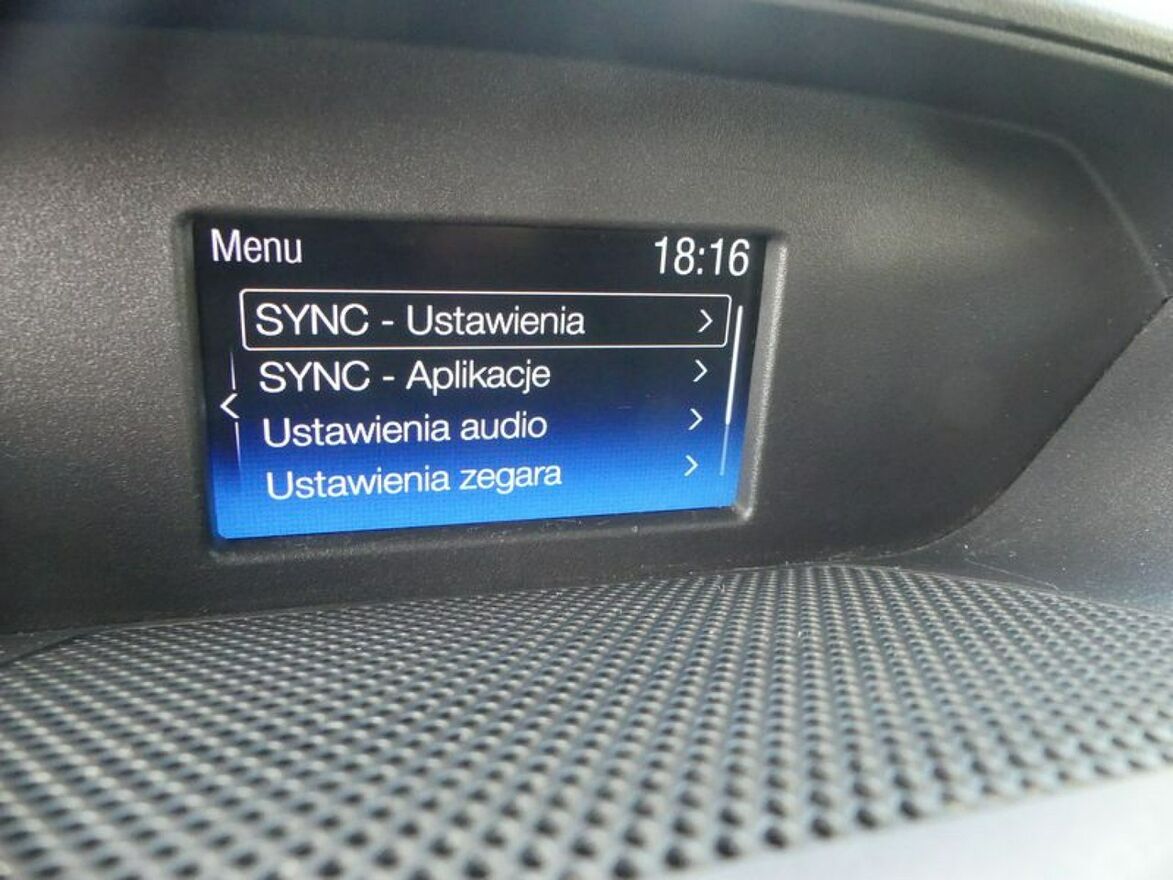 Menu 18:16
SYNC - Ustawienia
SYNC - Aplikacje
Ustawienia audio
Ustawienia zegara